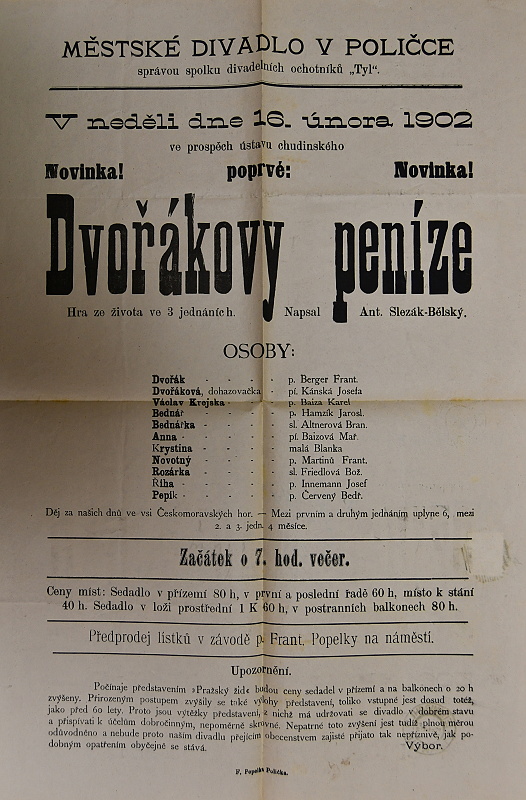 MĚSTSKÉ DIVADLO V POLIČCE
správou spolku divadelních ochotníků „Tyl“.
V neděli dne 16. února 1902
ve prospěch ústavu chudinského
Novinka! poprvé: Novinka!
Dvořákovy peníze
Hra ze života ve 3 jednáních. Napsal Ant. Slezák-Bělský.
OSOBY:
Dvořák - - - - p. Berger Frant.
Dvořáková, dohazovačka - pí. Kánská Josefa
Václav Krejska - - - p. Baiza Karel
Bednář - - - - p. Hamzík Jarosl.
Bednářka - - - - sl. Altnerová Bran.
Anna - - - - - pí. Baizová Mař.
Krystina - - - - malá Blanka
Novotný - - - - p. Martinů Frant.
Rozárka - - - - sl. Friedlová Bož.
Říha - - - - - p. Innemann Josef
Pepík - - - - - p. Červený Bedř.
Děj za našich dnů ve vsi Českomoravských hor. — Mezi prvním a druhým jednáním uplyne 6, mezi
2. a 3. jedn. 4 měsíce.
Začátek o 7. hod. večer.
Ceny míst: Sedadlo v přízemí 80 h, v první a poslední řadě 60 h, místo k stání
40 h. Sedadlo v loži prostřední 1 K 60 h, v postranních balkonech 80 h.
Předprodej lístků v závodě p. Frant. Popelky na náměstí.
Upozornění.
Počínaje představením »Pražský žid« budou ceny sedadel v přízemí a na balkonech o 20 h
zvýšeny. Přirozeným postupem zvýšily se také výlohy představení, toliko vstupné jest dosud totéž,
jako před 60 lety. Proto jsou výtěžky představení, z nichž má udržovati se divadlo v dobrém stavu
a přispívati k účelům dobročinným, nepoměrně skrovné. Nepatrné toto zvýšení jest tudíž plnou měrou
odůvodněno a nebude proto naším divadlu přejícím obecenstvem zajisté přijato tak nepříznivě, jak po-
dobným opatřením obyčejně se stává. Výbor.
F. Popelka Polička.